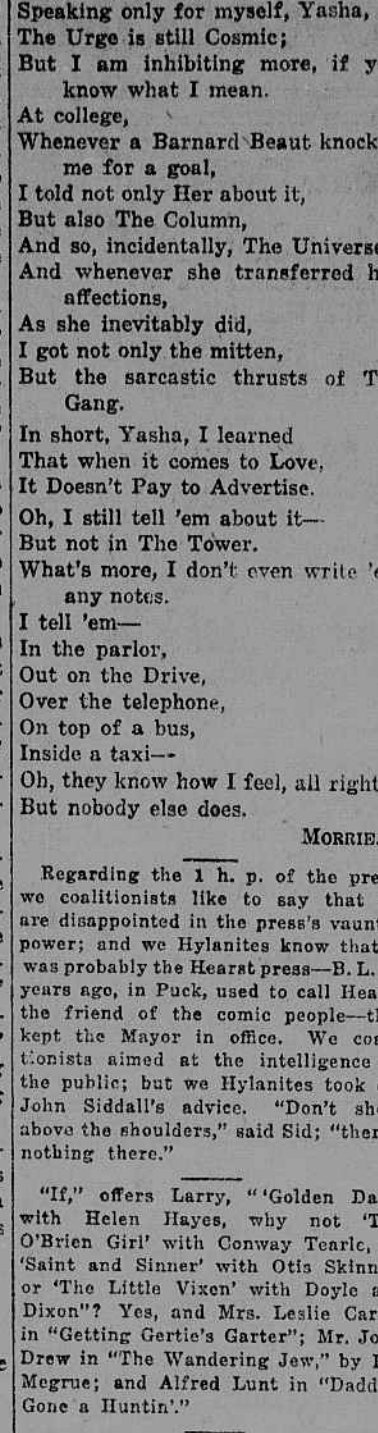 Speaking only for myself, Yasha,
The Urge is still Cosmic;
But I am inhibiting more, if y
know what I mean.
At college,
Whenever a Barnard Beaut knock
me for a goal,
I told not only Her about it,
But also The Column,
And so, incidentally, The Universe
And whenever she transferred h
affections,
As she inevitably did,
I got not only the mitten,
But the sarcastic thrusts of T
Gang.
In short, Yasha, I learned
That when it comes to Love,
It Doesn't Pay to Advertise.
Oh, I still tell 'em about it—
But not in The Tower.
What's more, I don't even write 'e
any notes.
I tell 'em—
In the parlor,
Out on the Drive,
Over the telephone,
On top of a bus,
Inside a taxi—
Oh, they know how I feel, all right
But nobody else does.
MORRIE.
Regarding the 1 h. p. of the pre
we coalitionists like to say that
are disappointed in the press's vaun
power; and we Hylanites know that
was probably the Hearst press—B. L.
years ago, in Puck, used to call Hea
the friend of the comic people—th
kept the Mayor in office. We coa
tionists aimed at the intelligence
the public; but we Hylanites took
John Siddall's advice. "Don't sho
above the shoulders," said Sid; "ther
nothing there."
"If," offers Larry, "'Golden Da
with Helen Hayes, why not 'T
O'Brien Girl' with Conway Tearle,
'Saint and Sinner' with Otis Skinn
or 'The Little Vixen' with Doyle a
Dixon"? Yes, and Mrs. Leslie Car
in "Getting Gertie's Garter"; Mr. Jo
Drew in "The Wandering Jew," by
Megrue; and Alfred Lunt in "Dadd
Gone a Huntin'."